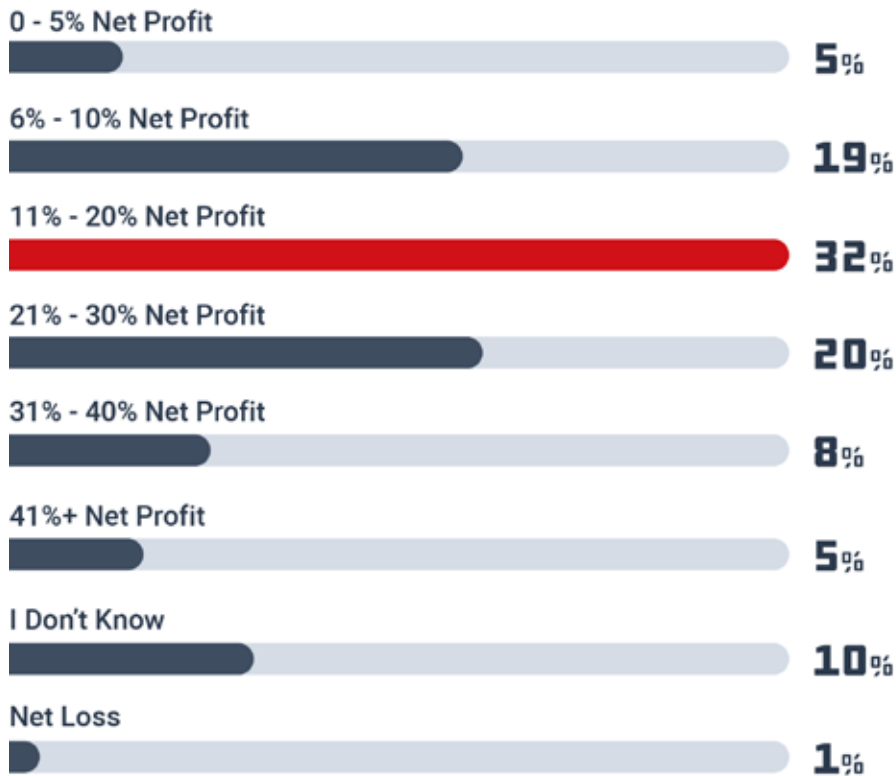 0 - 5% Net Profit
5%
6% - 10% Net Profit
19%
11% - 20% Net Profit
32%
21% - 30% Net Profit
20%
31% - 40% Net Profit
8%
41%+ Net Profit
5%
I Don’t Know
10%
Net Loss
1%